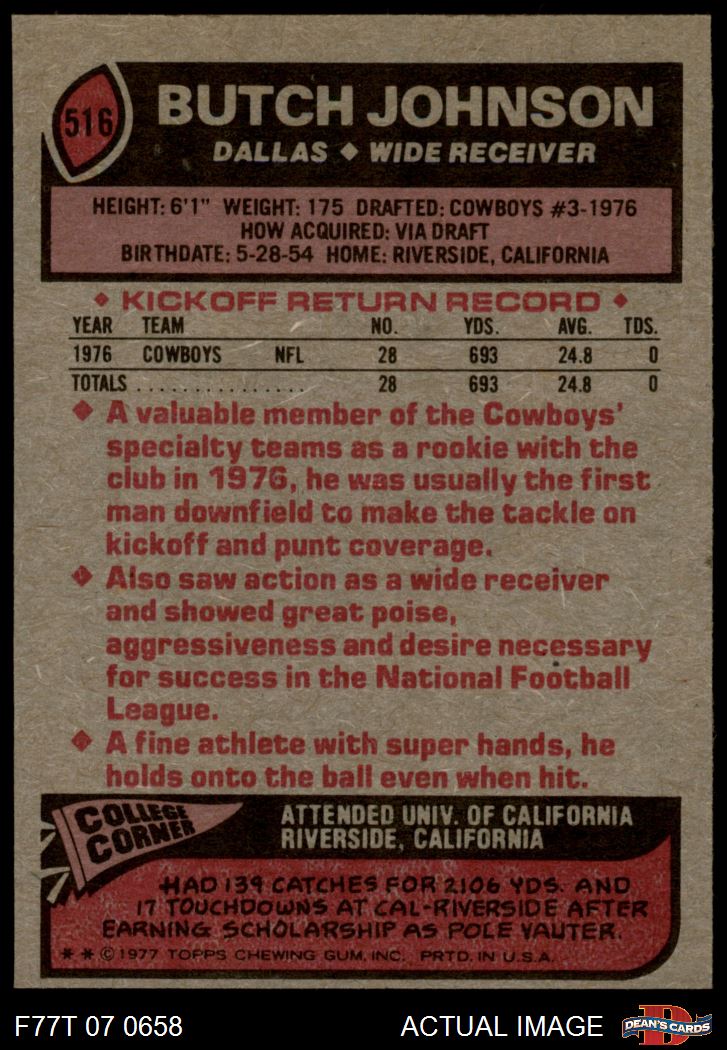 516
BUTCH JOHNSON
DALLAS ◆ WIDE RECEIVER
HEIGHT: 6'1" WEIGHT: 175 DRAFTED: COWBOYS #3-1976
HOW ACQUIRED: VIA DRAFT
BIRTHDATE: 5-28-54 HOME: RIVERSIDE, CALIFORNIA
◆ KICKOFF RETURN RECORD ◆
YEAR TEAM NO. YDS. AVG. TDS.
1976 COWBOYS NFL 28 693 24.8 0
TOTALS . . . . . . . . . . . . . . . 28 693 24.8 0
◆ A valuable member of the Cowboys'
specialty teams as a rookie with the
club in 1976, he was usually the first
man downfield to make the tackle on
kickoff and punt coverage.
◆ Also saw action as a wide receiver
and showed great poise,
aggressiveness and desire necessary
for success in the National Football
League.
◆ A fine athlete with super hands, he
holds onto the ball even when hit.
COLLEGE
CORNER
ATTENDED UNIV. OF CALIFORNIA
RIVERSIDE, CALIFORNIA
HAD 139 CATCHES FOR 2106 YDS. AND
17 TOUCHDOWNS AT CAL-RIVERSIDE AFTER
EARNING SCHOLARSHIP AS POLE VAUTER.
* * © 1977 TOPPS CHEWING GUM, INC. PRTD. IN U.S.A.
F77T 07 0658 ACTUAL IMAGE
D
DEAN'S CARDS